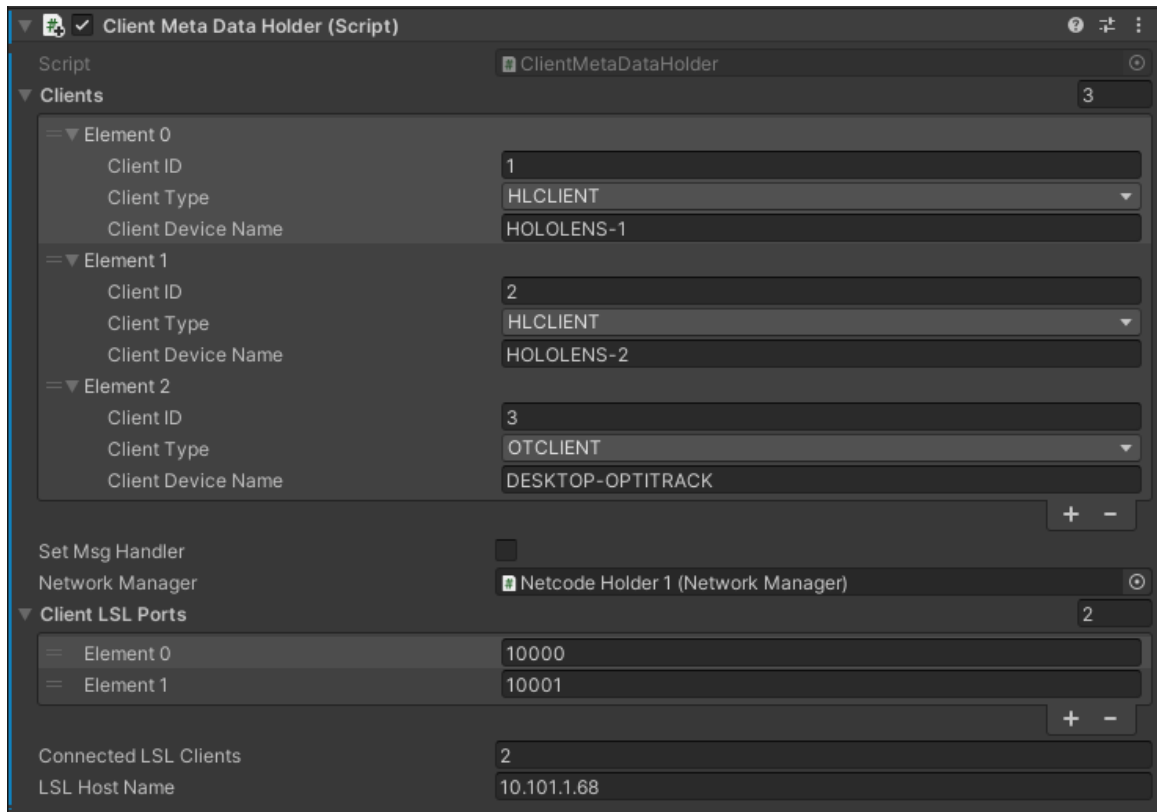 Client Meta Data Holder (Script)
Script ClientMetaDataHolder
Clients 3
Element 0
Client ID 1
Client Type HLCLIENT
Client Device Name HOLOLENS-1
Element 1
Client ID 2
Client Type HLCLIENT
Client Device Name HOLOLENS-2
Element 2
Client ID 3
Client Type OTCLIENT
Client Device Name DESKTOP-OPTITRACK
+ -
Set Msg Handler
Network Manager Netcode Holder 1 (Network Manager)
Client LSL Ports 2
Element 0 10000
Element 1 10001
+ -
Connected LSL Clients 2
LSL Host Name 10.101.1.68